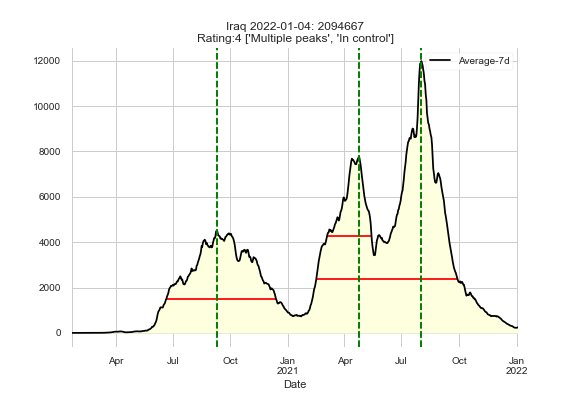 Iraq 2022-01-04: 2094667
Rating:4 ['Multiple peaks', 'In control']
Average-7d
12000
10000
8000
6000
4000
2000
0
Apr Jul Oct Jan Apr Jul Oct Jan
2021 2022
Date